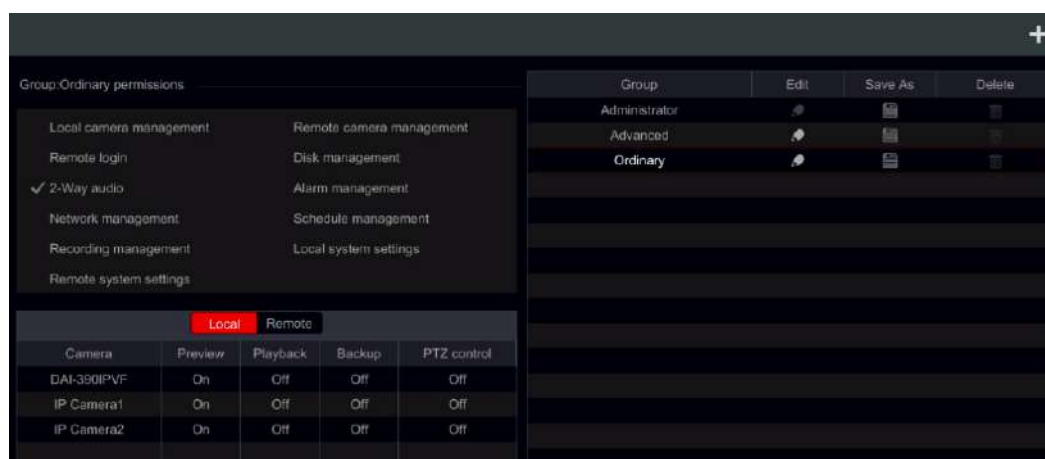 Group:Ordinary permissions
Local camera management Remote camera management
Remote login Disk management
2-Way audio Alarm management
Network management Schedule management
Recording management Local system settings
Remote system settings
Local Remote
Camera Preview Playback Backup PTZ control
DAI-390IPVF On Off Off Off
IP Camera1 On Off Off Off
IP Camera2 On Off Off Off
Group Edit Save As Delete
Administrator
Advanced
Ordinary